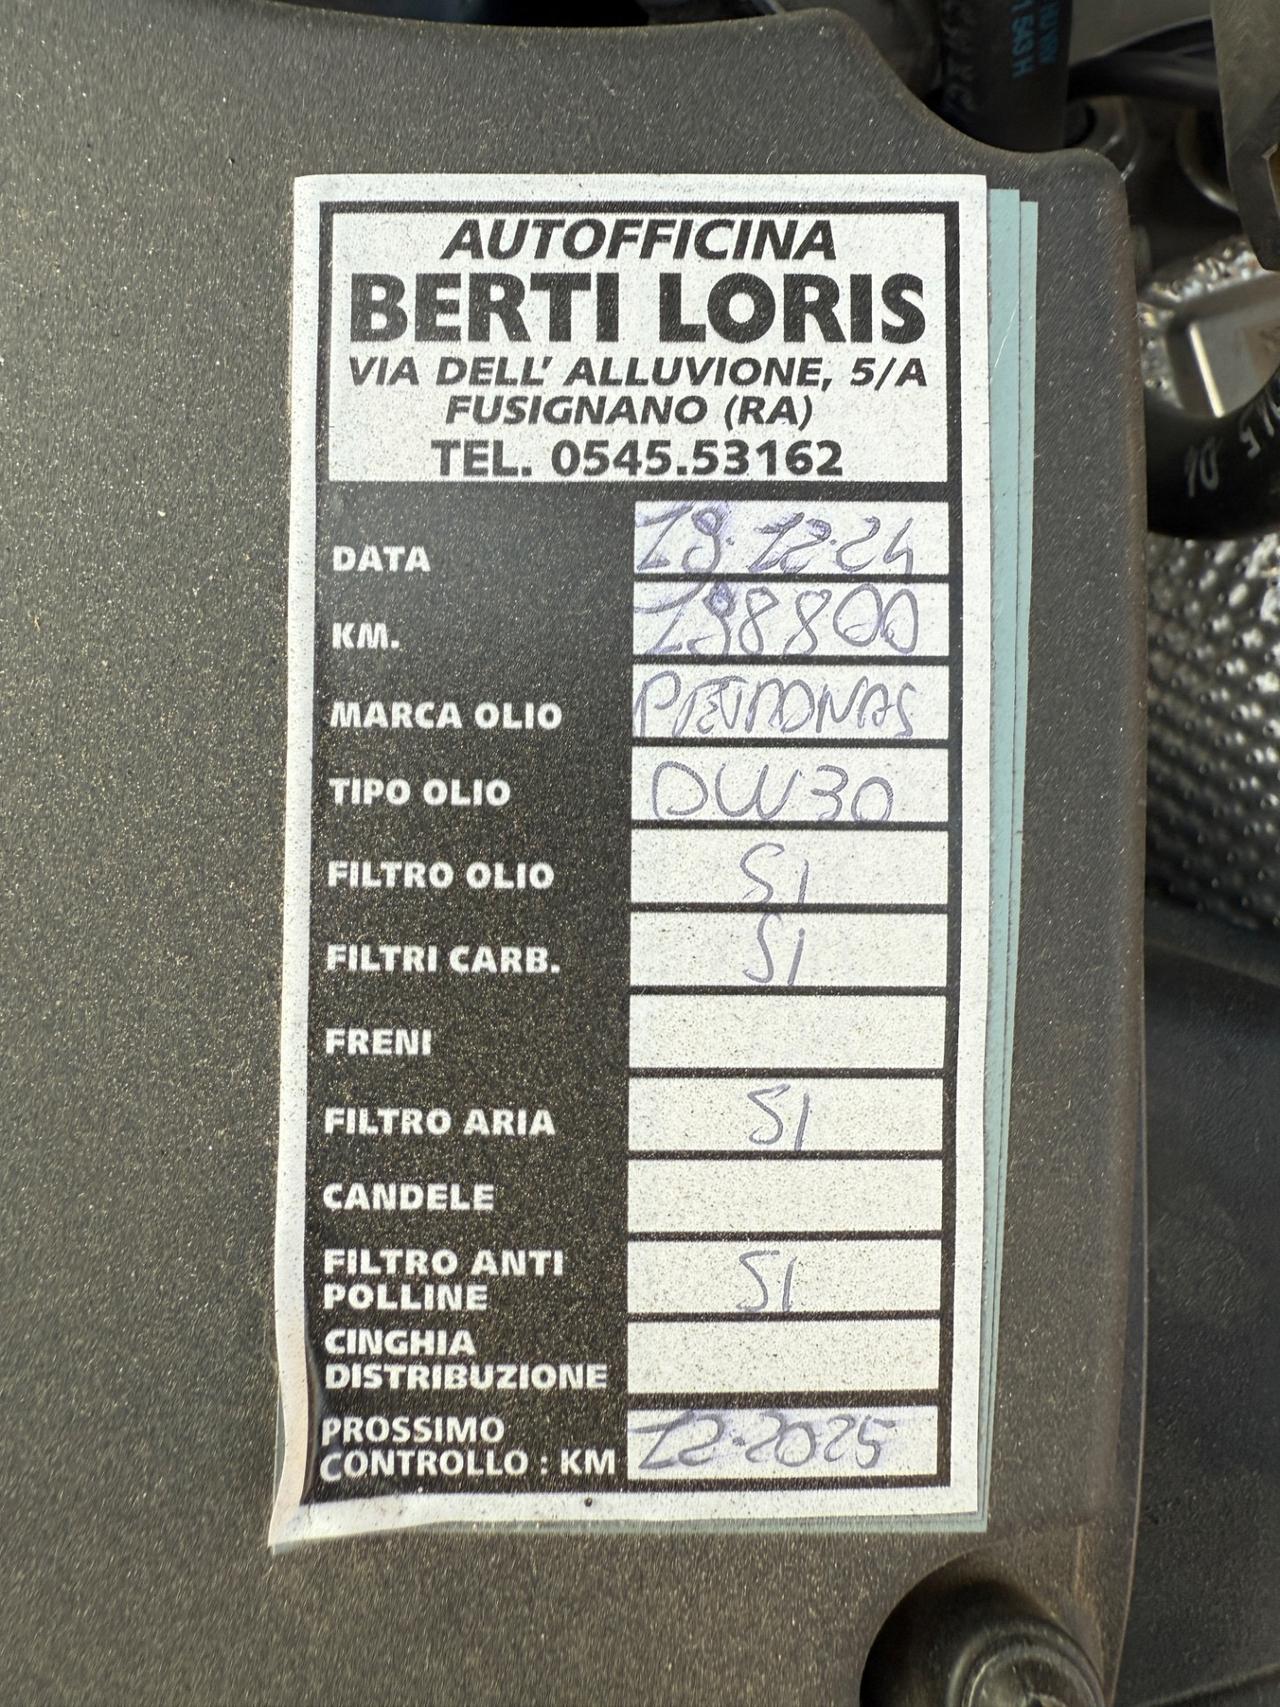 AUTOFFICINA
BERTI LORIS
VIA DELL' ALLUVIONE, 5/A
FUSIGNANO (RA)
TEL. 0545.53162
DATA 19.12.24
KM. 198800
MARCA OLIO PETRONAS
TIPO OLIO 0W30
FILTRO OLIO SI
FILTRI CARB. SI
FRENI
FILTRO ARIA SI
CANDELE
FILTRO ANTI
POLLINE SI
CINGHIA
DISTRIBUZIONE
PROSSIMO
CONTROLLO : KM 12.2025